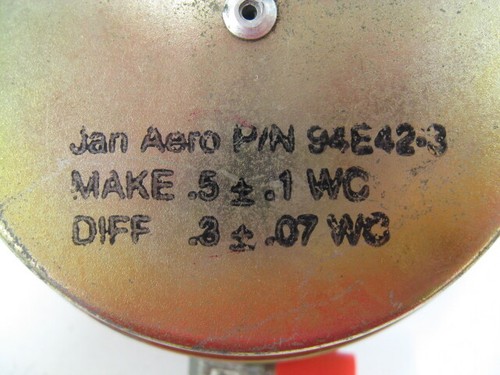 Jan Aero P/N 94E42-3
MAKE .5 ± .1 WC
DIFF .3 ± .07 WC